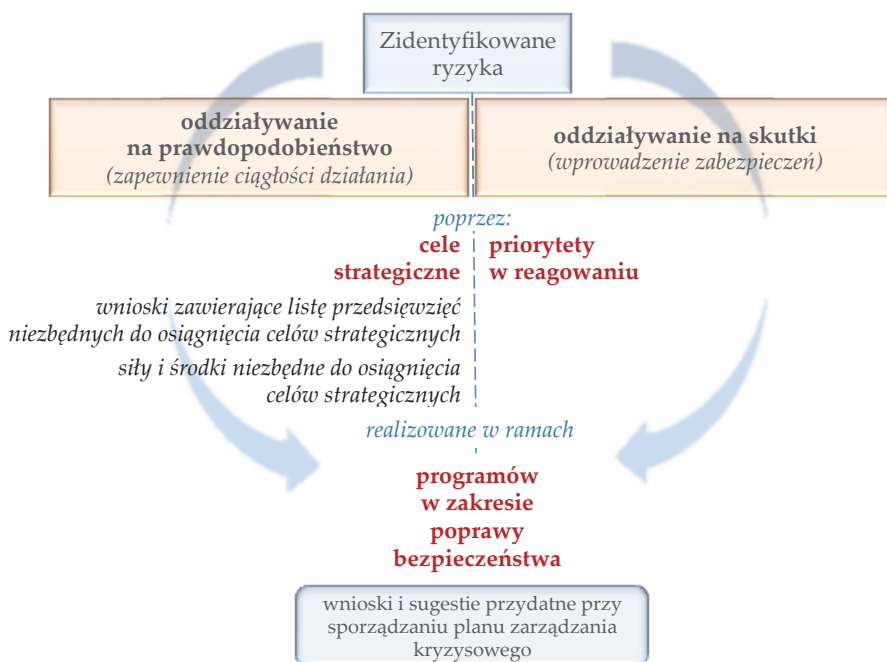 Zidentyfikowane
ryzyka
oddziaływanie
na prawdopodobieństwo
(zapewnienie ciągłości działania)
oddziaływanie na skutki
(wprowadzenie zabezpieczeń)
poprzez:
cele
strategiczne
priorytety
w reagowaniu
wnioski zawierające listę przedsięwzięć
niezbędnych do osiągnięcia celów strategicznych
siły i środki niezbędne do osiągnięcia
celów strategicznych
realizowane w ramach
programów
w zakresie
poprawy
bezpieczeństwa
wnioski i sugestie przydatne przy
sporządzaniu planu zarządzania
kryzysowego